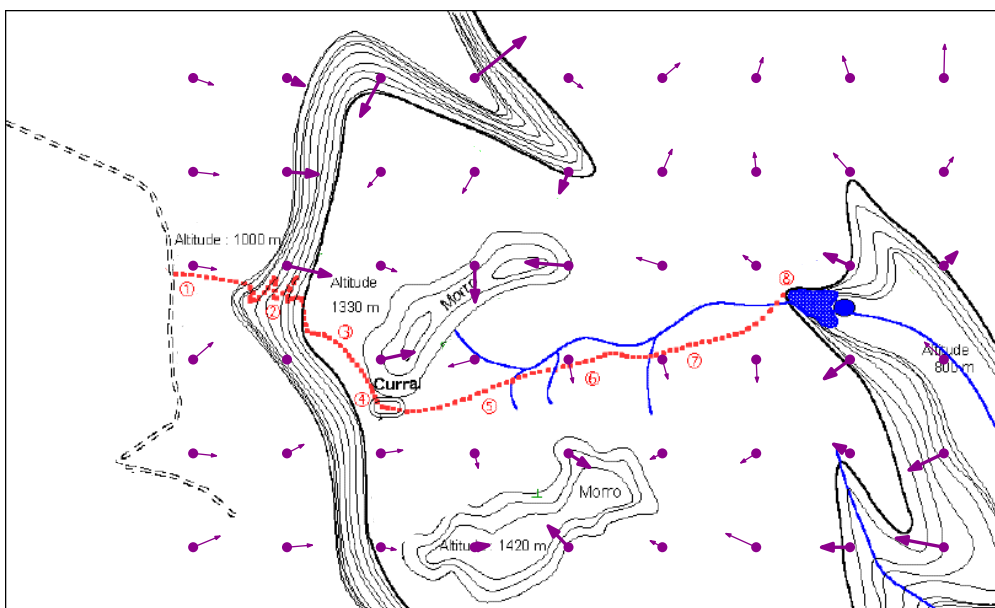 Altitude : 1000 m
①
②
Altitude
1330 m
③
Morro
Curral
④
⑤
⑥
⑦
⑧
Altitude
800 m
Morro
Altitude : 1420 m